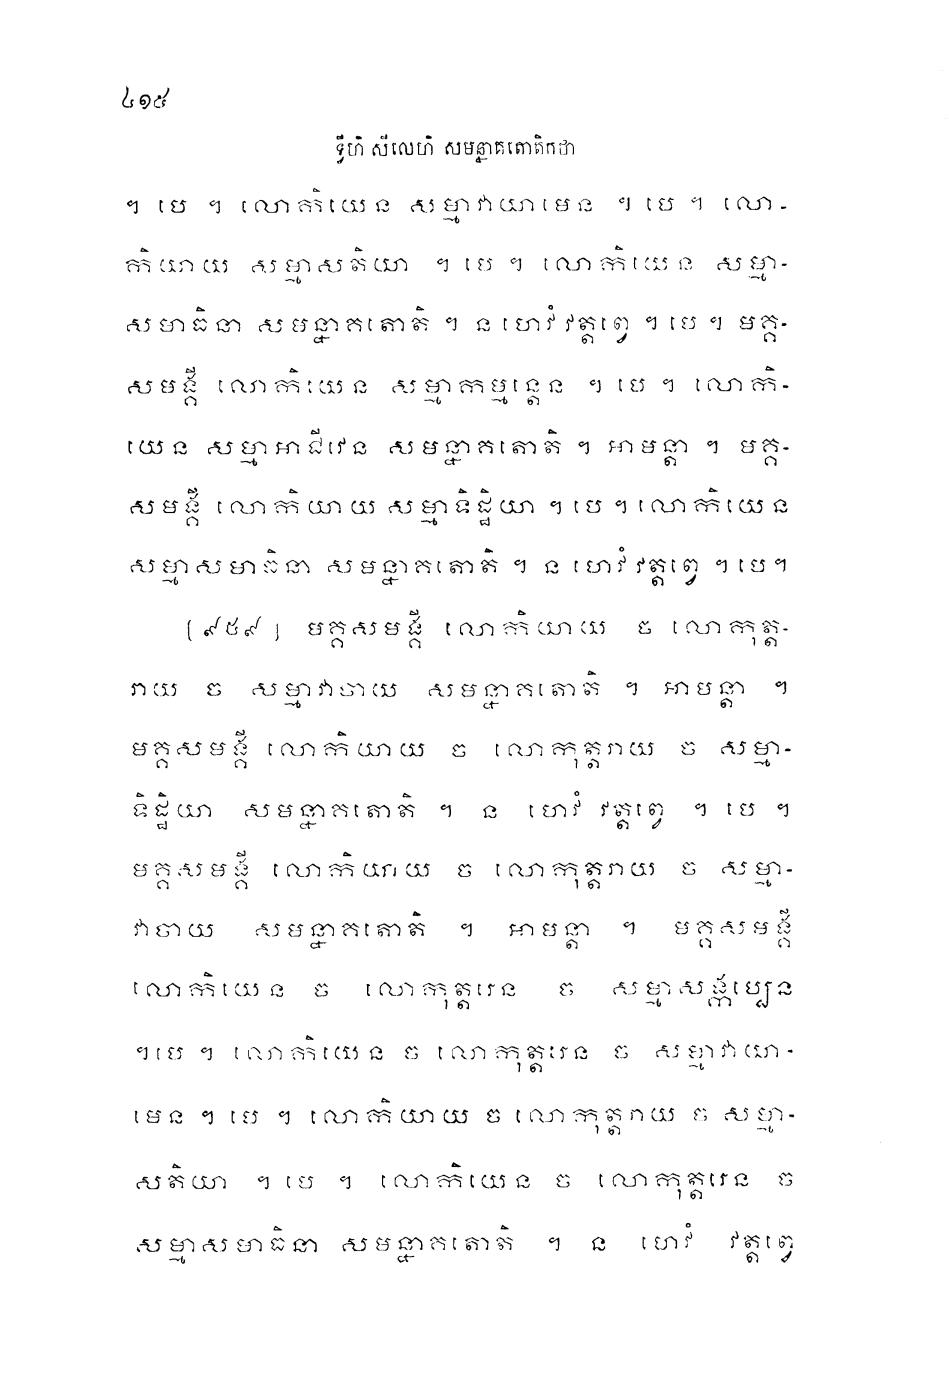 ៤១៩
ទ្វីហិ សីលេហិ សមន្នាគតោតិកថា
។ បេ ។ លោកិយេន សម្មាវាយាមេន ។ បេ ។ លោ-
កិយាយ សម្មាសតិយា ។ បេ ។ លោកិយេន សម្មា-
សមាធិនា សមន្នាគតោតិ ។ ន ហេវំ វត្តព្វេ ។ បេ ។ មគ្គ-
សមង្គី លោកិយេន សម្មាកម្មន្តេន ។ បេ ។ លោកិ-
យេន សម្មាអាជីវេន សមន្នាគតោតិ ។ អាមន្តា ។ មគ្គ-
សមង្គី លោកិយាយ សម្មាទិដ្ឋិយា ។ បេ ។ លោកិយេន
សម្មាសមាធិនា សមន្នាគតោតិ ។ ន ហេវំ វត្តព្វេ ។ បេ ។
[៩៥៩] មគ្គសមង្គី លោកិយាយ ច លោកុត្ត-
រាយ ច សម្មាវាចាយ សមន្នាគតោតិ ។ អាមន្តា ។
មគ្គសមង្គី លោកិយាយ ច លោកុត្តរាយ ច សម្មា-
ទិដ្ឋិយា សមន្នាគតោតិ ។ ន ហេវំ វត្តព្វេ ។ បេ ។
មគ្គសមង្គី លោកិយាយ ច លោកុត្តរាយ ច សម្មា-
វាចាយ សមន្នាគតោតិ ។ អាមន្តា ។ មគ្គសមង្គី
លោកិយេន ច លោកុត្តរេន ច សម្មាសង្កប្បេន
។ បេ ។ លោកិយេន ច លោកុត្តរេន ច សម្មាវាយា-
មេន ។ បេ ។ លោកិយាយ ច លោកុត្តរាយ ច សម្មា-
សតិយា ។ បេ ។ លោកិយេន ច លោកុត្តរេន ច
សម្មាសមាធិនា សមន្នាគតោតិ ។ ន ហេវំ វត្តព្វេ